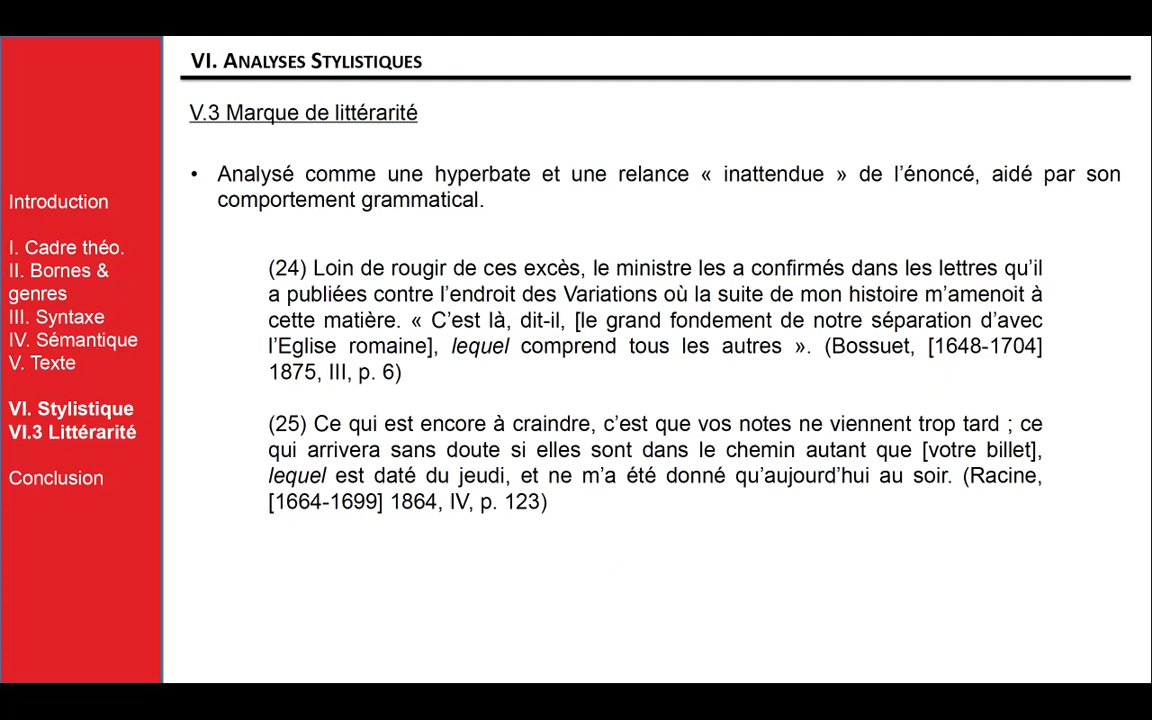 VI. ANALYSES STYLISTIQUES
V.3 Marque de littérarité
• Analysé comme une hyperbate et une relance « inattendue » de l’énoncé, aidé par son
comportement grammatical.
(24) Loin de rougir de ces excès, le ministre les a confirmés dans les lettres qu’il
a publiées contre l’endroit des Variations où la suite de mon histoire m’amenoit à
cette matière. « C’est là, dit-il, [le grand fondement de notre séparation d’avec
l’Eglise romaine], lequel comprend tous les autres ». (Bossuet, [1648-1704]
1875, III, p. 6)
(25) Ce qui est encore à craindre, c’est que vos notes ne viennent trop tard ; ce
qui arrivera sans doute si elles sont dans le chemin autant que [votre billet],
lequel est daté du jeudi, et ne m’a été donné qu’aujourd’hui au soir. (Racine,
[1664-1699] 1864, IV, p. 123)
Introduction
I. Cadre théo.
II. Bornes &
genres
III. Syntaxe
IV. Sémantique
V. Texte
VI. Stylistique
VI.3 Littérarité
Conclusion